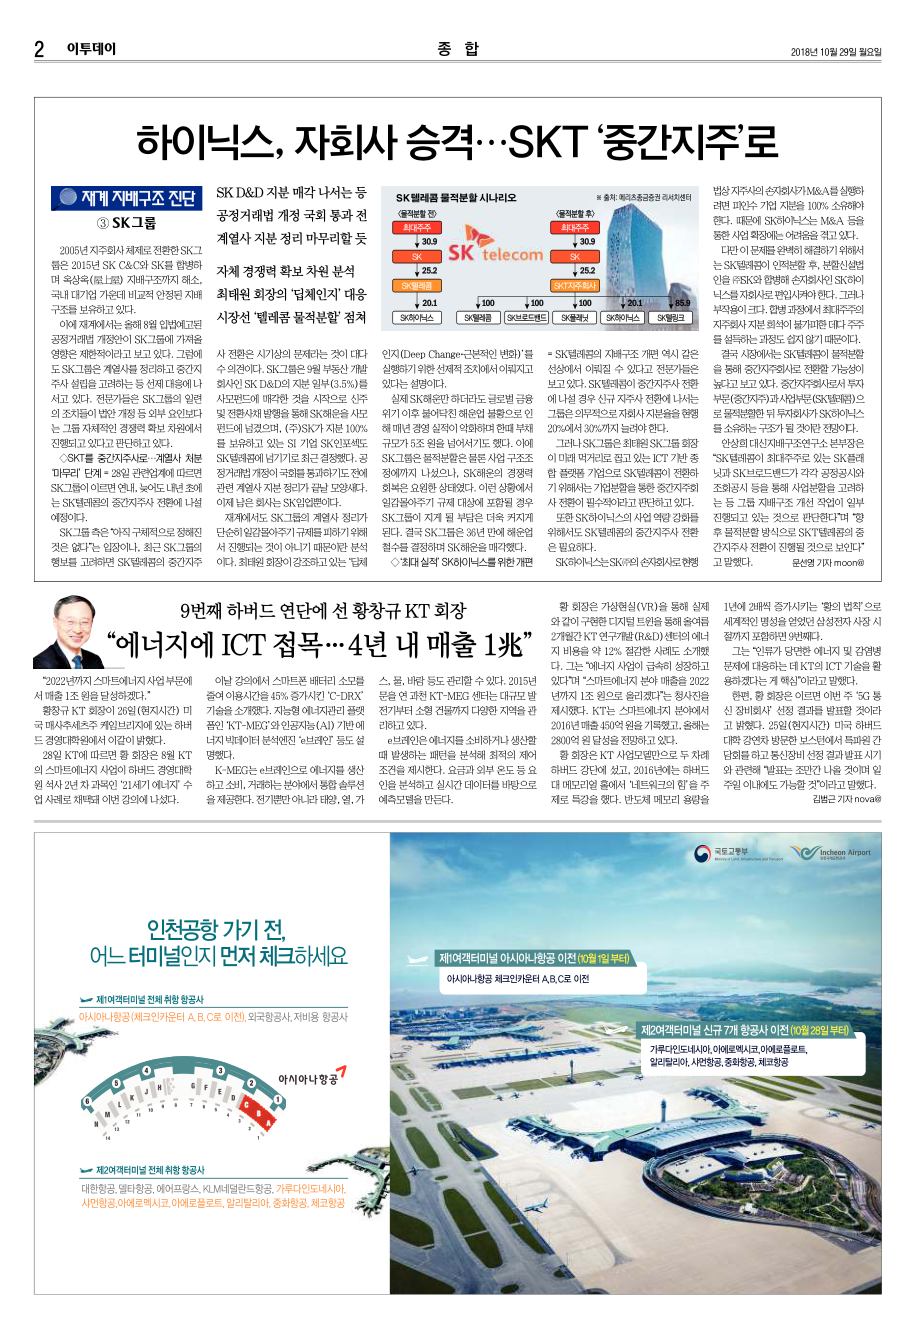 2 이투데이
종 합
2018년 10월 29일 월요일
하이닉스, 자회사 승격…SKT ‘중간지주’로
재계 지배구조 진단
③ SK그룹
2005년 지주회사 체제로 전환한 SK그
룹은 2015년 SK C&C와 SK를 합병하
며 옥상옥(屋上屋) 지배구조까지 해소,
국내 대기업 가운데 비교적 안정된 지배
구조를 보유하고 있다.
이에 재계에서는 올해 8월 입법예고된
공정거래법 개정안이 SK그룹에 가져올
영향은 제한적이라고 보고 있다. 그럼에
도 SK그룹은 계열사를 정리하고 중간지
주사 설립을 고려하는 등 선제 대응에 나
서고 있다. 전문가들은 SK그룹의 일련
의 조치들이 법안 개정 등 외부 요인보다
는 그룹 자체적인 경쟁력 확보 차원에서
진행되고 있다고 판단하고 있다.
◇SKT를 중간지주사로…계열사 처분
‘마무리’ 단계 = 28일 관련업계에 따르면
SK그룹이 이르면 연내, 늦어도 내년 초에
는 SK텔레콤의 중간지주사 전환에 나설
예정이다.
SK그룹 측은 “아직 구체적으로 정해진
것은 없다”는 입장이나, 최근 SK그룹의
행보를 고려하면 SK텔레콤의 중간지주
SK D&D 지분 매각 나서는 등
공정거래법 개정 국회 통과 전
계열사 지분 정리 마무리할 듯
자체 경쟁력 확보 차원 분석
최태원 회장의 ‘딥체인지’ 대응
시장선 ‘텔레콤 물적분할’ 점쳐
사 전환은 시기상의 문제라는 것이 대다
수 의견이다. SK그룹은 9월 부동산 개발
회사인 SK D&D의 지분 일부(3.5%)를
사모펀드에 매각한 것을 시작으로 신주
및 전환사채 발행을 통해 SK해운을 사모
펀드에 넘겼으며, (주)SK가 지분 100%
를 보유하고 있는 SI 기업 SK인포섹도
SK텔레콤에 넘기기로 최근 결정했다. 공
정거래법 개정이 국회를 통과하기도 전에
관련 계열사 지분 정리가 끝날 모양새다.
이제 남은 회사는 SK임업뿐이다.
재계에서도 SK그룹의 계열사 정리가
단순히 일감몰아주기 규제를 피하기 위해
서 진행되는 것이 아니기 때문이란 분석
이다. 최태원 회장이 강조하고 있는 ‘딥체
SK텔레콤 물적분할 시나리오
※ 출처: 메리츠종금증권 리서치센터
〈물적분할 전〉
최대주주
30.9
SK
25.2
SK텔레콤
20.1
SK하이닉스
SK telecom
〈물적분할 후〉
최대주주
30.9
SK
25.2
SKT지주회사
100 100 100 20.1 85.9
SK텔레콤 SK브로드밴드 SK플래닛 SK하이닉스 SK텔링크
인지(Deep Change·근본적인 변화)’를
실행하기 위한 선제적 조치에서 이뤄지고
있다는 설명이다.
실제 SK해운만 하더라도 글로벌 금융
위기 이후 불어닥친 해운업 불황으로 인
해 매년 경영 실적이 악화하며 한때 부채
규모가 5조 원을 넘어서기도 했다. 이에
SK그룹은 물적분할은 물론 사업 구조조
정에까지 나섰으나, SK해운의 경쟁력
회복은 요원한 상태였다. 이런 상황에서
일감몰아주기 규제 대상에 포함될 경우
SK그룹이 지게 될 부담은 더욱 커지게
된다. 결국 SK그룹은 36년 만에 해운업
철수를 결정하며 SK해운을 매각했다.
◇‘최대 실적’ SK하이닉스를 위한 개편
= SK텔레콤의 지배구조 개편 역시 같은
선상에서 이뤄질 수 있다고 전문가들은
보고 있다. SK텔레콤이 중간지주사 전환
에 나설 경우 신규 지주사 전환에 나서는
그룹은 의무적으로 자회사 지분율을 현행
20%에서 30%까지 늘려야 한다.
그러나 SK그룹은 최태원 SK그룹 회장
이 미래 먹거리로 꼽고 있는 ICT 기반 종
합 플랫폼 기업으로 SK텔레콤이 전환하
기 위해서는 기업분할을 통한 중간지주회
사 전환이 필수적이라고 판단하고 있다.
또한 SK하이닉스의 사업 역량 강화를
위해서도 SK텔레콤의 중간지주사 전환
은 필요하다.
SK하이닉스는 SK㈜의 손자회사로 현행
법상 지주사의 손자회사가 M&A를 실행하
려면 피인수 기업 지분을 100% 소유해야
한다. 때문에 SK하이닉스는 M&A 등을
통한 사업 확장에는 어려움을 겪고 있다.
다만 이 문제를 완벽히 해결하기 위해서
는 SK텔레콤이 인적분할 후, 분할신설법
인을 ㈜SK와 합병해 손자회사인 SK하이
닉스를 자회사로 편입시켜야 한다. 그러나
부작용이 크다. 합병 과정에서 최대주주의
지주회사 지분 희석이 불가피한 데다 주주
를 설득하는 과정도 쉽지 않기 때문이다.
결국 시장에서는 SK텔레콤이 물적분할
을 통해 중간지주회사로 전환할 가능성이
높다고 보고 있다. 중간지주회사로서 투자
부문(중간지주)과 사업부문(SK텔레콤)으
로 물적분할한 뒤 투자회사가 SK하이닉스
를 소유하는 구조가 될 것이란 전망이다.
안상희 대신지배구조연구소 본부장은
“SK텔레콤이 최대주주로 있는 SK플래
닛과 SK브로드밴드가 각각 공정공시와
조회공시 등을 통해 사업분할을 고려하
는 등 그룹 지배구조 개선 작업이 일부
진행되고 있는 것으로 판단한다”며 “향
후 물적분할 방식으로 SKT텔레콤의 중
간지주사 전환이 진행될 것으로 보인다”
고 말했다. 문선영 기자 moon@
9번째 하버드 연단에 선 황창규 KT 회장
“에너지에 ICT 접목…4년 내 매출 1兆”
“2022년까지 스마트에너지 사업 부문에
서 매출 1조 원을 달성하겠다.”
황창규 KT 회장이 26일(현지시간) 미
국 매사추세츠주 케임브리지에 있는 하버
드 경영대학원에서 이같이 밝혔다.
28일 KT에 따르면 황 회장은 8월 KT
의 스마트에너지 사업이 하버드 경영대학
원 석사 2년 차 과목인 ‘21세기 에너지’ 수
업 사례로 채택돼 이번 강의에 나섰다.
이날 강의에서 스마트폰 배터리 소모를
줄여 이용시간을 45% 증가시킨 ‘C-DRX’
기술을 소개했다. 지능형 에너지관리 플랫
폼인 ‘KT-MEG’와 인공지능(AI) 기반 에
너지 빅데이터 분석엔진 ‘e브레인’ 등도 설
명했다.
K-MEG는 e브레인으로 에너지를 생산
하고 소비, 거래하는 분야에서 통합 솔루션
을 제공한다. 전기뿐만 아니라 태양, 열, 가
스, 물, 바람 등도 관리할 수 있다. 2015년
문을 연 과천 KT-MEG 센터는 대규모 발
전기부터 소형 건물까지 다양한 지역을 관
리하고 있다.
e브레인은 에너지를 소비하거나 생산할
때 발생하는 패턴을 분석해 최적의 제어
조건을 제시한다. 요금과 외부 온도 등 요
인을 분석하고 실시간 데이터를 바탕으로
예측모델을 만든다.
황 회장은 가상현실(VR)을 통해 실제
와 같이 구현한 디지털 트윈을 통해 올여름
2개월간 KT 연구개발(R&D) 센터의 에너
지 비용을 약 12% 절감한 사례도 소개했
다. 그는 “에너지 사업이 급속히 성장하고
있다”며 “스마트에너지 분야 매출을 2022
년까지 1조 원으로 올리겠다”는 청사진을
제시했다. KT는 스마트에너지 분야에서
2016년 매출 450억 원을 기록했고, 올해는
2800억 원 달성을 전망하고 있다.
황 회장은 KT 사업모델만으로 두 차례
하버드 강단에 섰고, 2016년에는 하버드
대 메모리얼 홀에서 ‘네트워크의 힘’을 주
제로 특강을 했다. 반도체 메모리 용량을
1년에 2배씩 증가시키는 ‘황의 법칙’으로
세계적인 명성을 얻었던 삼성전자 사장 시
절까지 포함하면 9번째다.
그는 “인류가 당면한 에너지 및 감염병
문제에 대응하는 데 KT의 ICT 기술을 활
용하겠다는 게 핵심”이라고 말했다.
한편, 황 회장은 이르면 이번 주 ‘5G 통
신 장비회사’ 선정 결과를 발표할 것이라
고 밝혔다. 25일(현지시간) 미국 하버드
대학 강연차 방문한 보스턴에서 특파원 간
담회를 하고 통신장비 선정 결과 발표 시기
와 관련해 “발표는 조만간 나올 것이며 일
주일 이내에도 가능할 것”이라고 말했다.
김범근 기자 nova@
인천공항 가기 전,
어느 터미널인지 먼저 체크하세요
제1여객터미널 전체 취항 항공사
아시아나항공(체크인카운터 A, B, C로 이전), 외국항공사, 저비용 항공사
6 5 4 3 2 1
N M L K J H G F E D C B A
14 13 12 11 10 9 8 7 6 5 4 3 2 1
아시아나항공
제2여객터미널 전체 취항 항공사
대한항공, 델타항공, 에어프랑스, KLM네덜란드항공, 가루다인도네시아,
샤먼항공, 아에로멕시코, 아에로플로트, 알리탈리아, 중화항공, 체코항공
국토교통부
Ministry of Land, Infrastructure and Transport
Incheon Airport
인천국제공항공사
제1여객터미널 아시아나항공 이전 (10월 1일 부터)
아시아나항공 체크인카운터 A, B, C로 이전
제2여객터미널 신규 7개 항공사 이전 (10월 28일 부터)
가루다인도네시아, 아에로멕시코, 아에로플로트,
알리탈리아, 샤먼항공, 중화항공, 체코항공